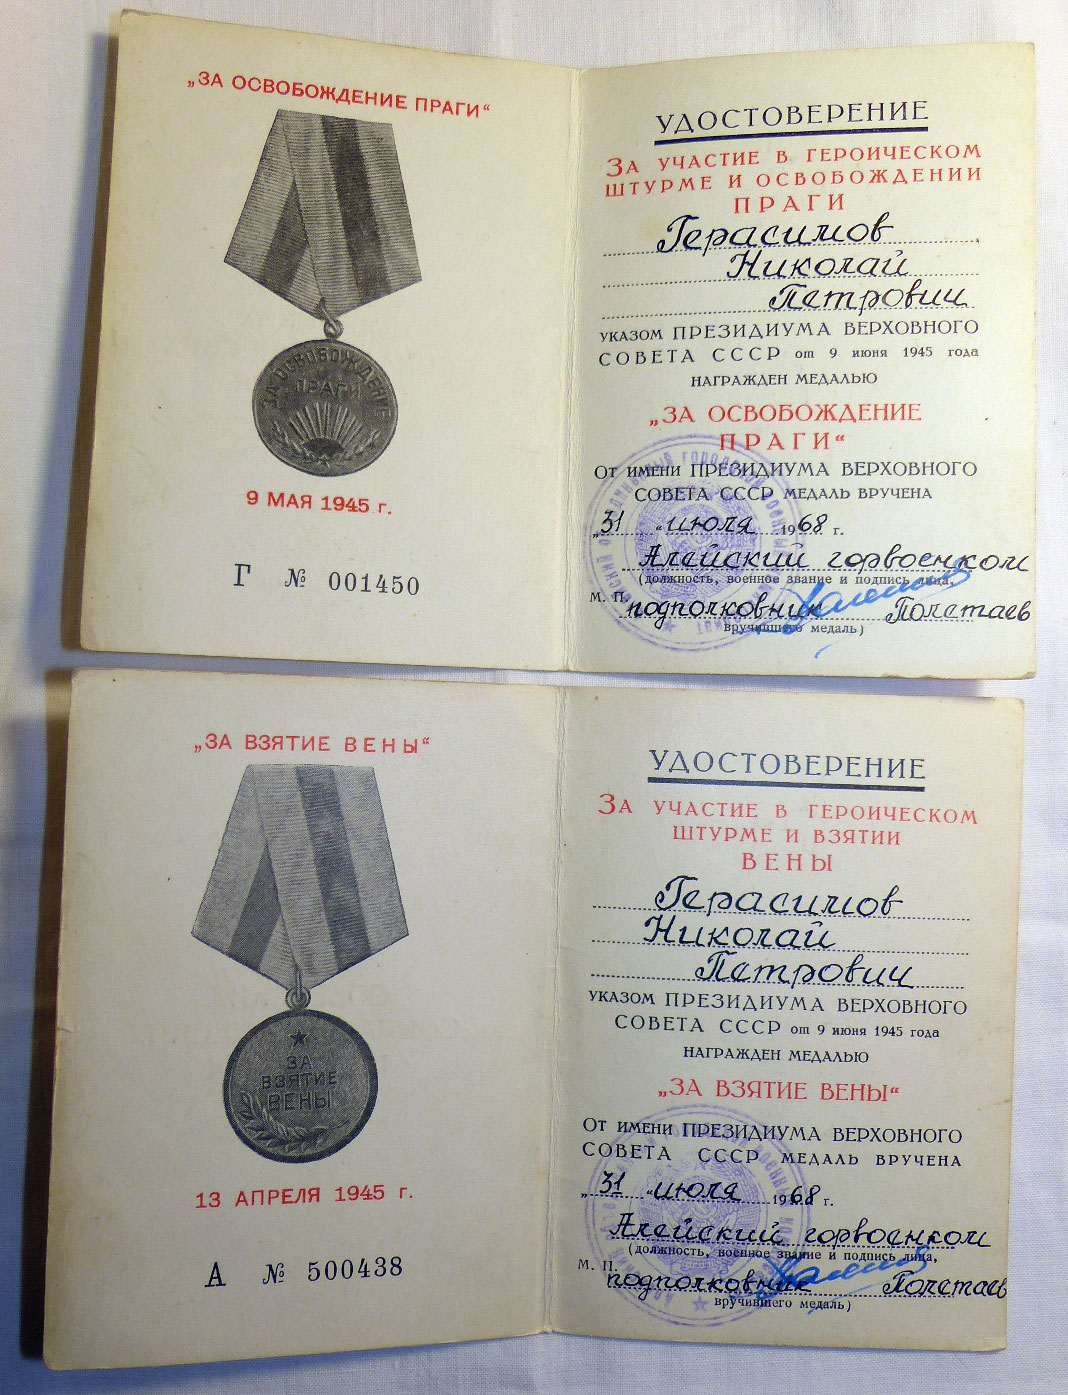 „ЗА ОСВОБОЖДЕНИЕ ПРАГИ“
ЗА ОСВОБОЖДЕНИЕ
ПРАГИ
9 МАЯ 1945 г.
Г № 001450
УДОСТОВЕРЕНИЕ
ЗА УЧАСТИЕ В ГЕРОИЧЕСКОМ
ШТУРМЕ И ОСВОБОЖДЕНИИ
ПРАГИ
Герасимов
Николай
Петрович
УКАЗОМ ПРЕЗИДИУМА ВЕРХОВНОГО
СОВЕТА СССР от 9 июня 1945 года
НАГРАЖДЕН МЕДАЛЬЮ
„ЗА ОСВОБОЖДЕНИЕ
ПРАГИ“
ОТ ИМЕНИ ПРЕЗИДИУМА ВЕРХОВНОГО
СОВЕТА СССР МЕДАЛЬ ВРУЧЕНА
„31“ июля 1968 г.
Алейский горвоенком
(должность, военное звание и подпись лица,
М. П. подполковник Полетаев
вручившего медаль)
„ЗА ВЗЯТИЕ ВЕНЫ“
ЗА
ВЗЯТИЕ
ВЕНЫ
13 АПРЕЛЯ 1945 г.
А № 500438
УДОСТОВЕРЕНИЕ
ЗА УЧАСТИЕ В ГЕРОИЧЕСКОМ
ШТУРМЕ И ВЗЯТИИ
ВЕНЫ
Герасимов
Николай
Петрович
УКАЗОМ ПРЕЗИДИУМА ВЕРХОВНОГО
СОВЕТА СССР от 9 июня 1945 года
НАГРАЖДЕН МЕДАЛЬЮ
„ЗА ВЗЯТИЕ ВЕНЫ“
ОТ ИМЕНИ ПРЕЗИДИУМА ВЕРХОВНОГО
СОВЕТА СССР МЕДАЛЬ ВРУЧЕНА
„31“ июля 1968 г.
Алейский горвоенком
(должность, военное звание и подпись лица,
М. П. подполковник Полетаев
вручившего медаль)